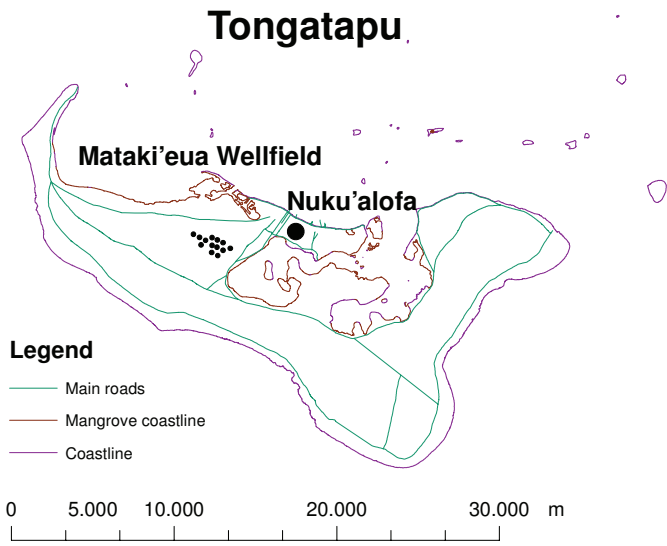 Tongatapu
Mataki'eua Wellfield
Nuku'alofa
Legend
Main roads
Mangrove coastline
Coastline
0 5.000 10.000 20.000 30.000 m